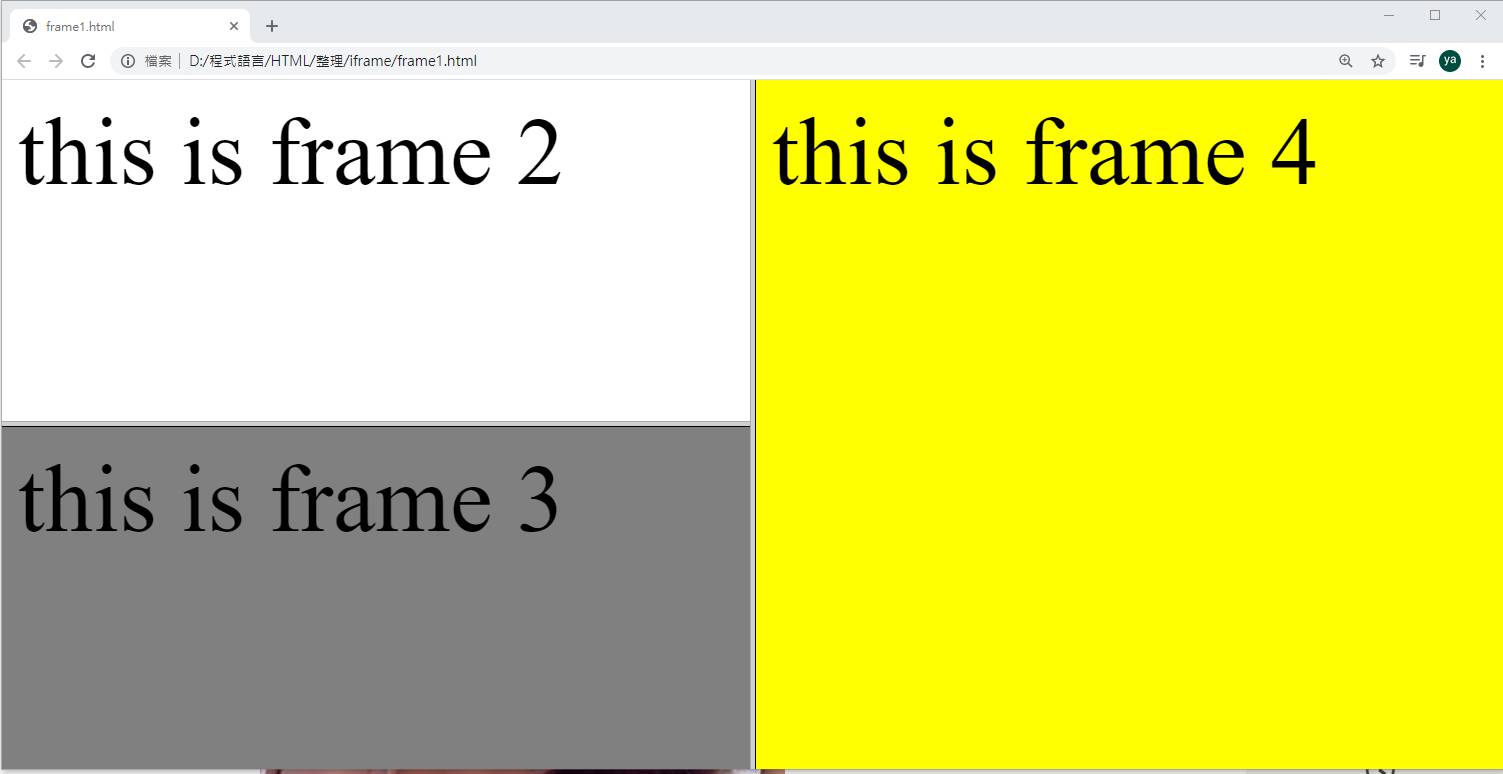 frame1.html
檔案 D:/程式語言/HTML/整理/iframe/frame1.html
ya
this is frame 2
this is frame 4
this is frame 3